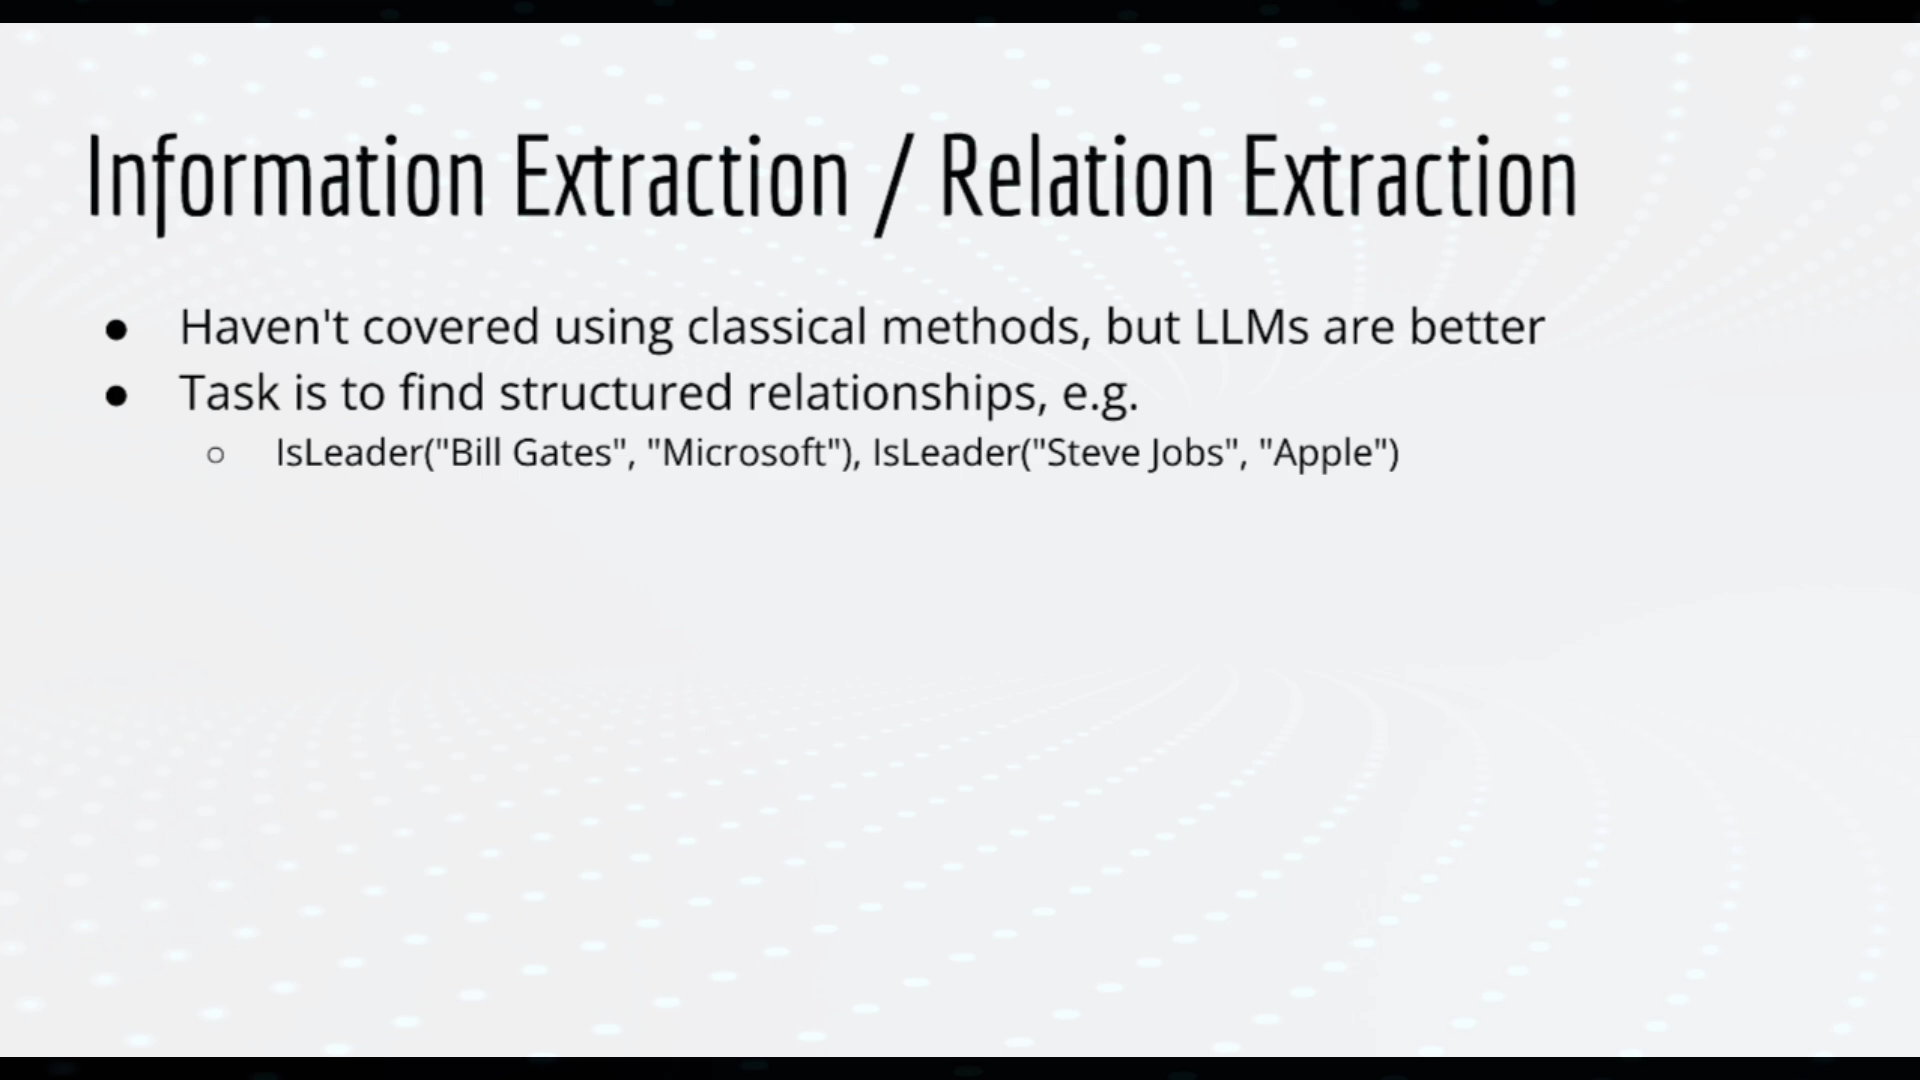 Information Extraction / Relation Extraction
● Haven't covered using classical methods, but LLMs are better
● Task is to find structured relationships, e.g.
○ IsLeader("Bill Gates", "Microsoft"), IsLeader("Steve Jobs", "Apple")